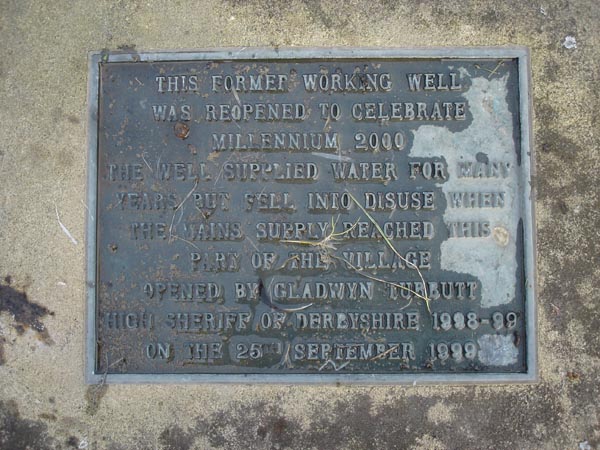 THIS FORMER WORKING WELL
WAS REOPENED TO CELEBRATE
MILLENNIUM 2000
THE WELL SUPPLIED WATER FOR MANY
YEARS BUT FELL INTO DISUSE WHEN
THE MAINS SUPPLY REACHED THIS
PART OF THE VILLAGE
OPENED BY GLADWYN TURBUTT
HIGH SHERIFF OF DERBYSHIRE 1998-99
ON THE 25TH SEPTEMBER 1999